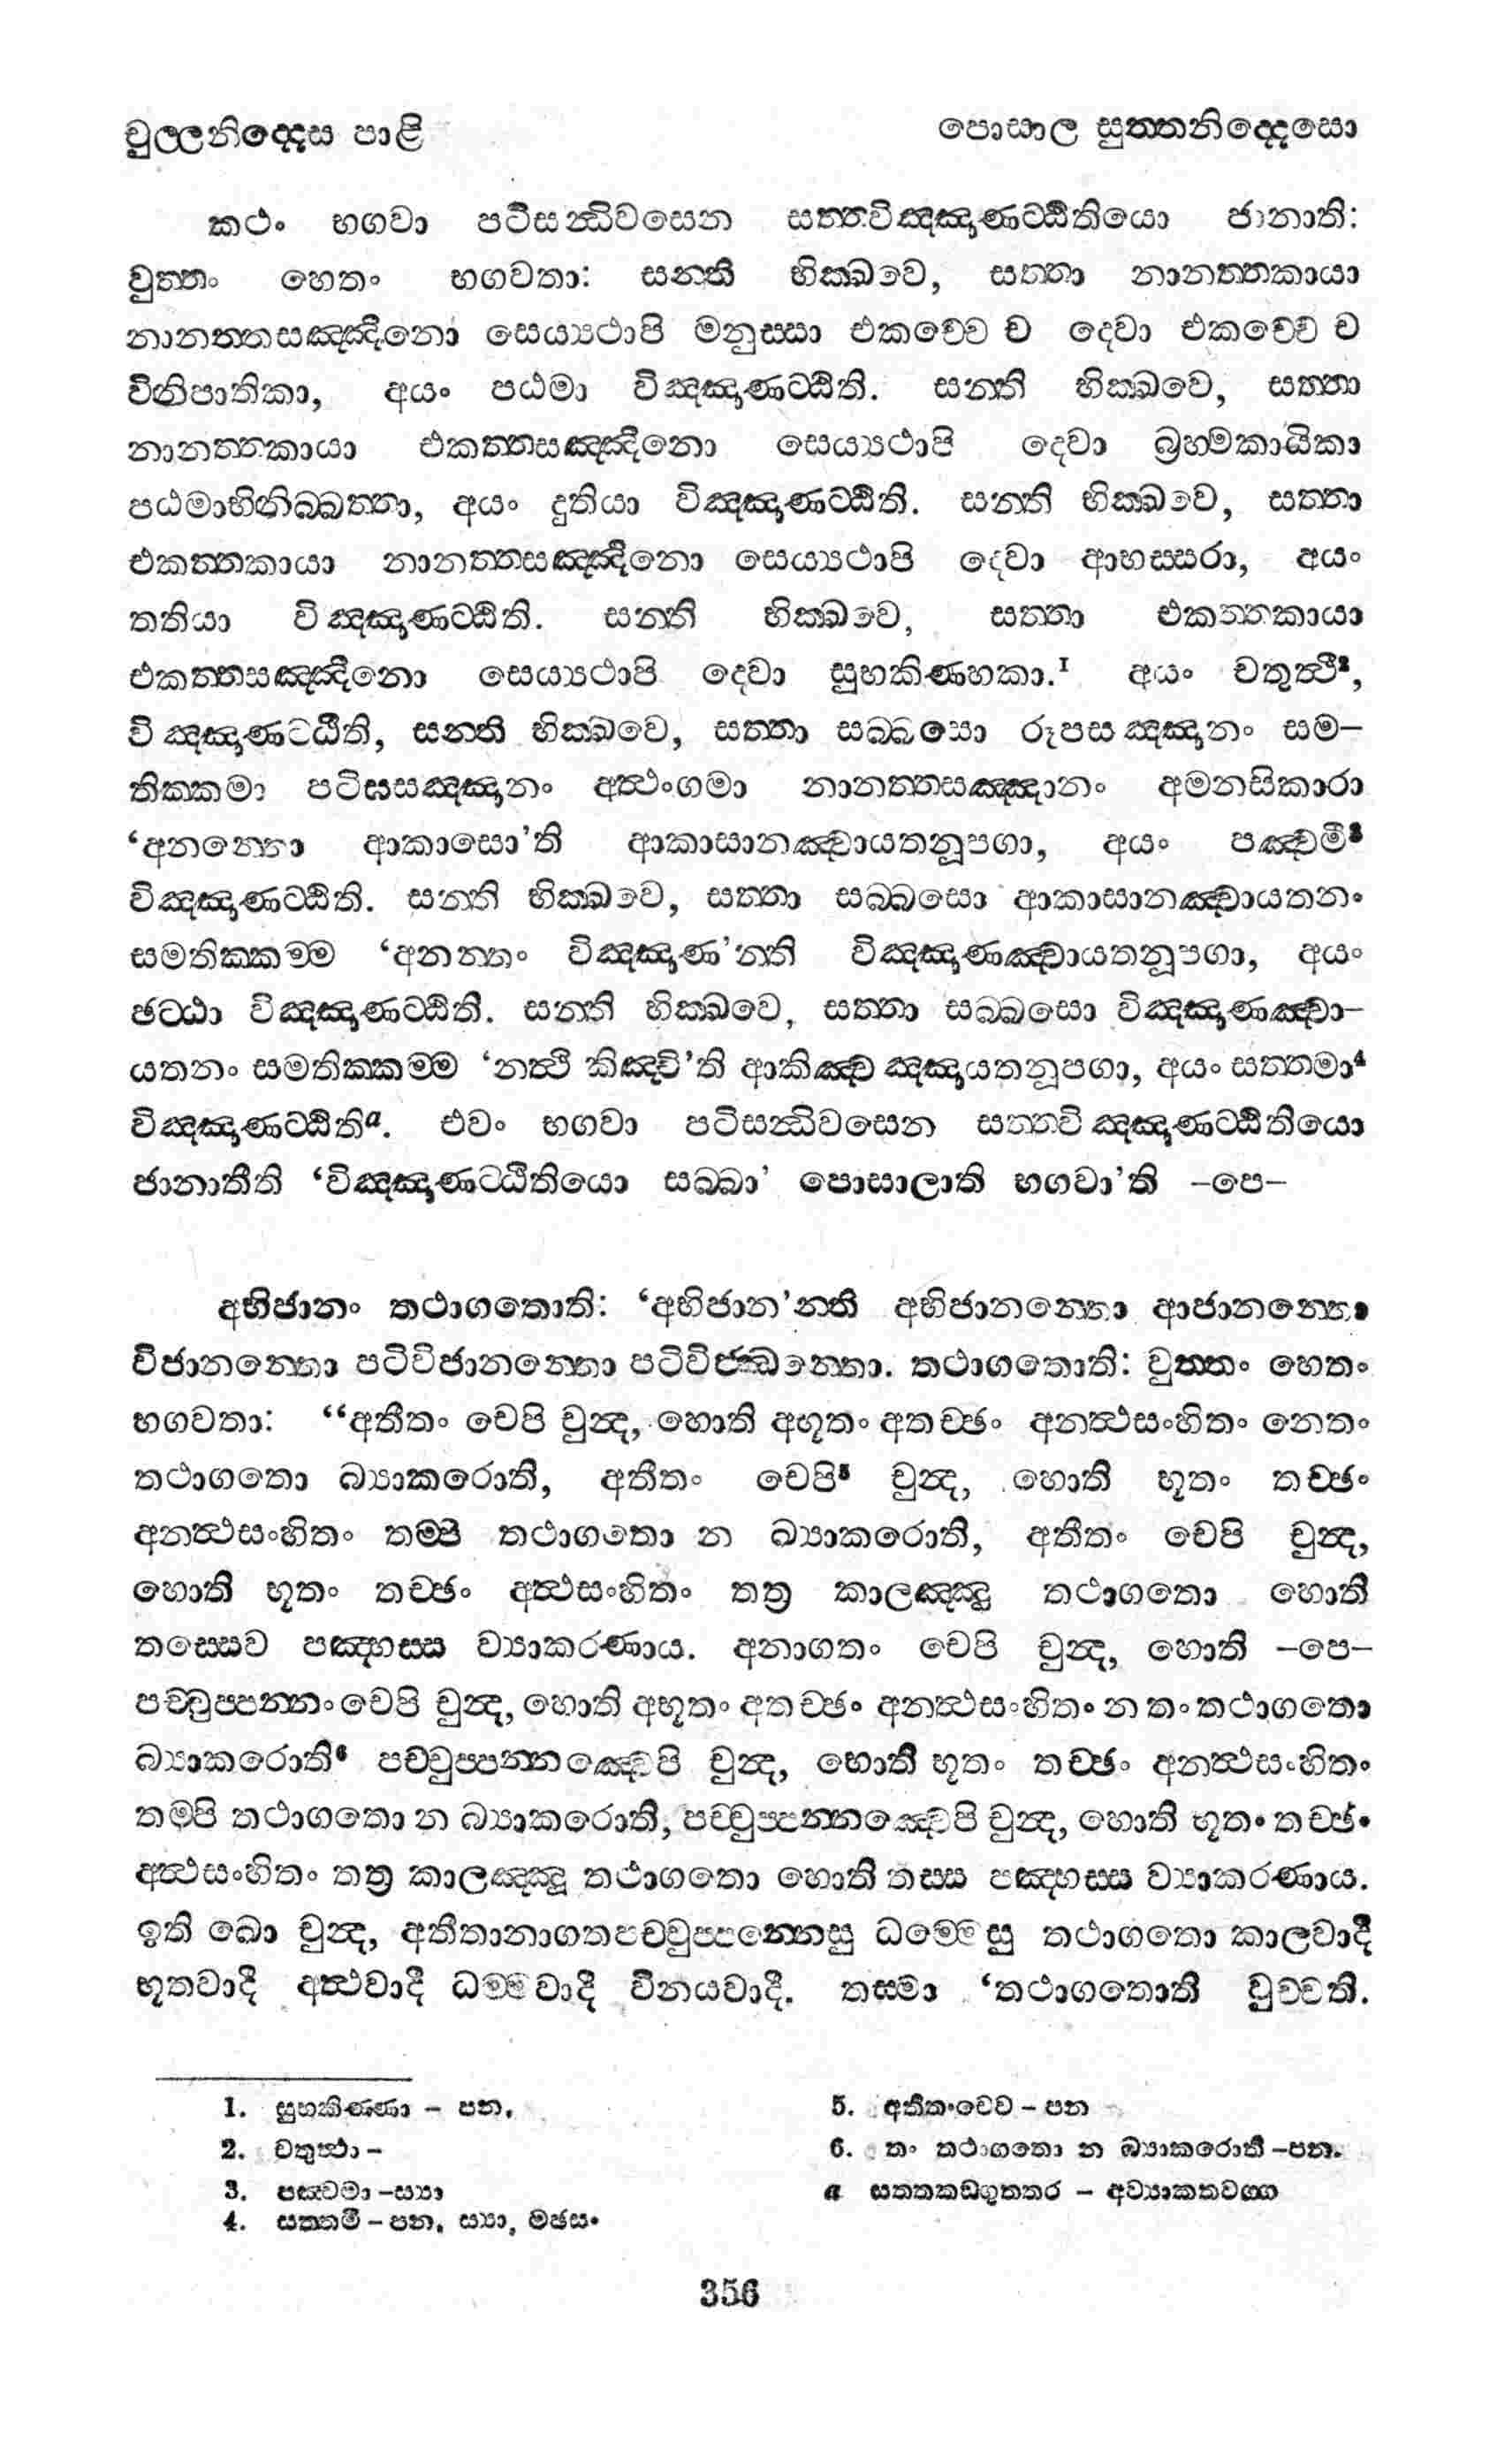 චුල්ලනිද්දෙස පාළි
පොසාල සුත්තනිද්දෙසො
කථං භගවා පටිසන්ධිවසෙන සත්තවිඤ්ඤාණට්ඨිතියො ජානාති:
වුත්තං හෙතං භගවතා: සන්ති භික්ඛවෙ, සත්තා නානත්තකායා
නානත්තසඤ්ඤිනො සෙය්‍යථාපි මනුස්සා එකච්චෙ ච දෙවා එකච්චෙ ච
විනිපාතිකා, අයං පඨමා විඤ්ඤාණට්ඨිති. සන්ති භික්ඛවෙ, සත්තා
නානත්තකායා එකත්තසඤ්ඤිනො සෙය්‍යථාපි දෙවා බ්‍රහ්මකායිකා
පඨමාභිනිබ්බත්තා, අයං දුතියා විඤ්ඤාණට්ඨිති. සන්ති භික්ඛවෙ, සත්තා
එකත්තකායා නානත්තසඤ්ඤිනො සෙය්‍යථාපි දෙවා ආභස්සරා, අයං
තතියා විඤ්ඤාණට්ඨිති. සන්ති භික්ඛවෙ, සත්තා එකත්තකායා
එකත්තසඤ්ඤිනො සෙය්‍යථාපි දෙවා සුභකිණ්හකා.1 අයං චතුත්ථි2,
විඤ්ඤාණට්ඨිති, සන්ති භික්ඛවෙ, සත්තා සබ්බසො රූපසඤ්ඤානං සම–
තික්කමා පටිඝසඤ්ඤානං අත්ථංගමා නානත්තසඤ්ඤානං අමනසිකාරා
‘අනන්තො ආකාසො’ති ආකාසානඤ්චායතනූපගා, අයං පඤ්චමී3
විඤ්ඤාණට්ඨිති. සන්ති භික්ඛවෙ, සත්තා සබ්බසො ආකාසානඤ්චායතනං
සමතික්කම්ම ‘අනන්තං විඤ්ඤාණ’න්ති විඤ්ඤාණඤ්චායතනූපගා, අයං
ඡට්ඨා විඤ්ඤාණට්ඨිති. සන්ති භික්ඛවෙ, සත්තා සබ්බසො විඤ්ඤාණඤ්චා–
යතනං සමතික්කම්ම ‘නත්ථි කිඤ්චි’ති ආකිඤ්චඤ්ඤායතනූපගා, අයං සත්තමා4
විඤ්ඤාණට්ඨිතිa. එවං භගවා පටිසන්ධිවසෙන සත්තවිඤ්ඤාණට්ඨිතියො
ජානාතීති ‘විඤ්ඤාණට්ඨිතියො සබ්බා’ පොසාලාති භගවා’ති –පෙ–
අභිජානං තථාගතොති: ‘අභිජාන’න්ති අභිජානන්තො ආජානන්තො
විජානන්තො පටිවිජානන්තො පටිවිජ්ඣන්තො. තථාගතොති: වුත්තං හෙතං
භගවතා: “අතීතං චෙපි චුන්ද, හොති අභූතං අතච්ඡං අනත්ථසංහිතං නෙතං
තථාගතො බ්‍යාකරොති, අතීතං චෙපි5 චුන්ද, හොති භූතං තච්ඡං
අනත්ථසංහිතං තම්පි තථාගතො න බ්‍යාකරොති, අතීතං චෙපි චුන්ද,
හොති භූතං තච්ඡං අත්ථසංහිතං තත්‍ර කාලඤ්ඤු තථාගතො හොති
තස්සෙව පඤ්හස්ස ව්‍යාකරණාය. අනාගතං චෙපි චුන්ද, හොති –පෙ–
පච්චුප්පන්නං චෙපි චුන්ද, හොති අභූතං අතච්ඡං අනත්ථසංහිතං න තං තථාගතො
බ්‍යාකරොති6 පච්චුප්පන්නඤ්චෙපි චුන්ද, හොති භූතං තච්ඡං අනත්ථසංහිතං
තම්පි තථාගතො න බ්‍යාකරොති, පච්චුප්පන්නඤ්චෙපි චුන්ද, හොති භූතං තච්ඡං
අත්ථසංහිතං තත්‍ර කාලඤ්ඤූ තථාගතො හොති තස්ස පඤ්හස්ස ව්‍යාකරණාය.
ඉති ඛො චුන්ද, අතීතානාගතපච්චුප්පන්නෙසු ධම්මෙසු තථාගතො කාලවාදී
භූතවාදී අත්ථවාදී ධම්මවාදී විනයවාදී. තස්මා ‘තථාගතොති වුච්චති.
1. සුභකිණ්ණා – පන.
2. චතුත්ථා –
3. පඤ්චමා –ස්‍යා
4. සත්තමී – පන, ස්‍යා, මඡසං
5. අතීතංචෙව – පන
6. තං තථාගතො න බ්‍යාකරොති –පන.
a සත්තකඞ්ගුත්තර – අව්‍යාකතවග්ග
356